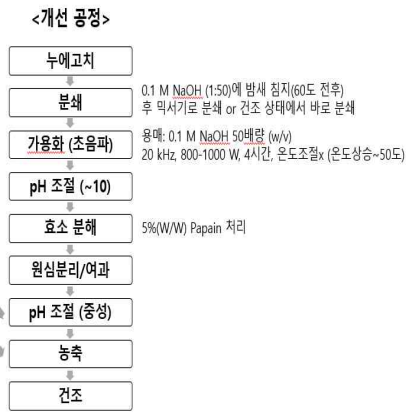 <개선 공정>
누에고치
분쇄
0.1 M NaOH (1:50)에 밤새 침지(60도 전후)
후 믹서기로 분쇄 or 건조 상태에서 바로 분쇄
가용화 (초음파)
용매: 0.1 M NaOH 50배량 (w/v)
20 kHz, 800-1000 W, 4시간, 온도조절x (온도상승~50도)
pH 조절 (~10)
효소 분해
5%(W/W) Papain 처리
원심분리/여과
pH 조절 (중성)
농축
건조